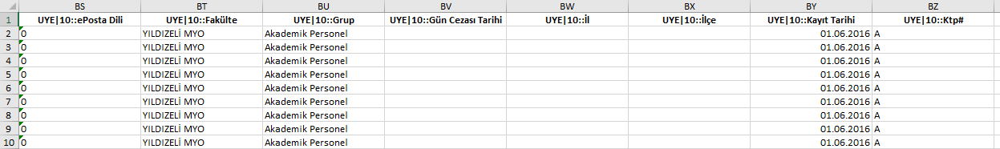 BS BT BU BV BW BX BY BZ
1 UYE|10::ePosta Dili UYE|10::Fakülte UYE|10::Grup UYE|10::Gün Cezası Tarihi UYE|10::İl UYE|10::İlçe UYE|10::Kayıt Tarihi UYE|10::Ktp#
2 0 YILDIZELİ MYO Akademik Personel 01.06.2016 A
3 0 YILDIZELİ MYO Akademik Personel 01.06.2016 A
4 0 YILDIZELİ MYO Akademik Personel 01.06.2016 A
5 0 YILDIZELİ MYO Akademik Personel 01.06.2016 A
6 0 YILDIZELİ MYO Akademik Personel 01.06.2016 A
7 0 YILDIZELİ MYO Akademik Personel 01.06.2016 A
8 0 YILDIZELİ MYO Akademik Personel 01.06.2016 A
9 0 YILDIZELİ MYO Akademik Personel 01.06.2016 A
10 0 YILDIZELİ MYO Akademik Personel 01.06.2016 A